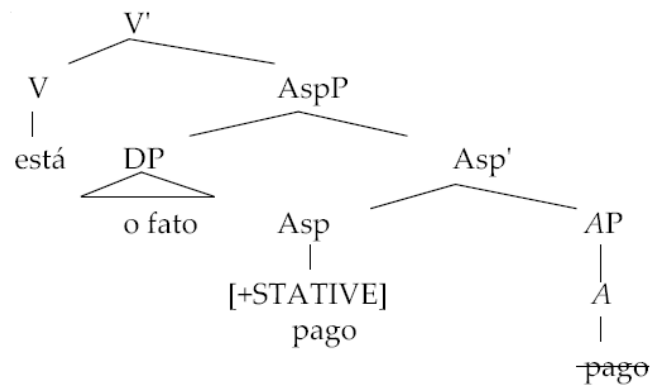 V'
V AspP
está DP Asp'
o fato Asp AP
[+STATIVE] A
pago
pago